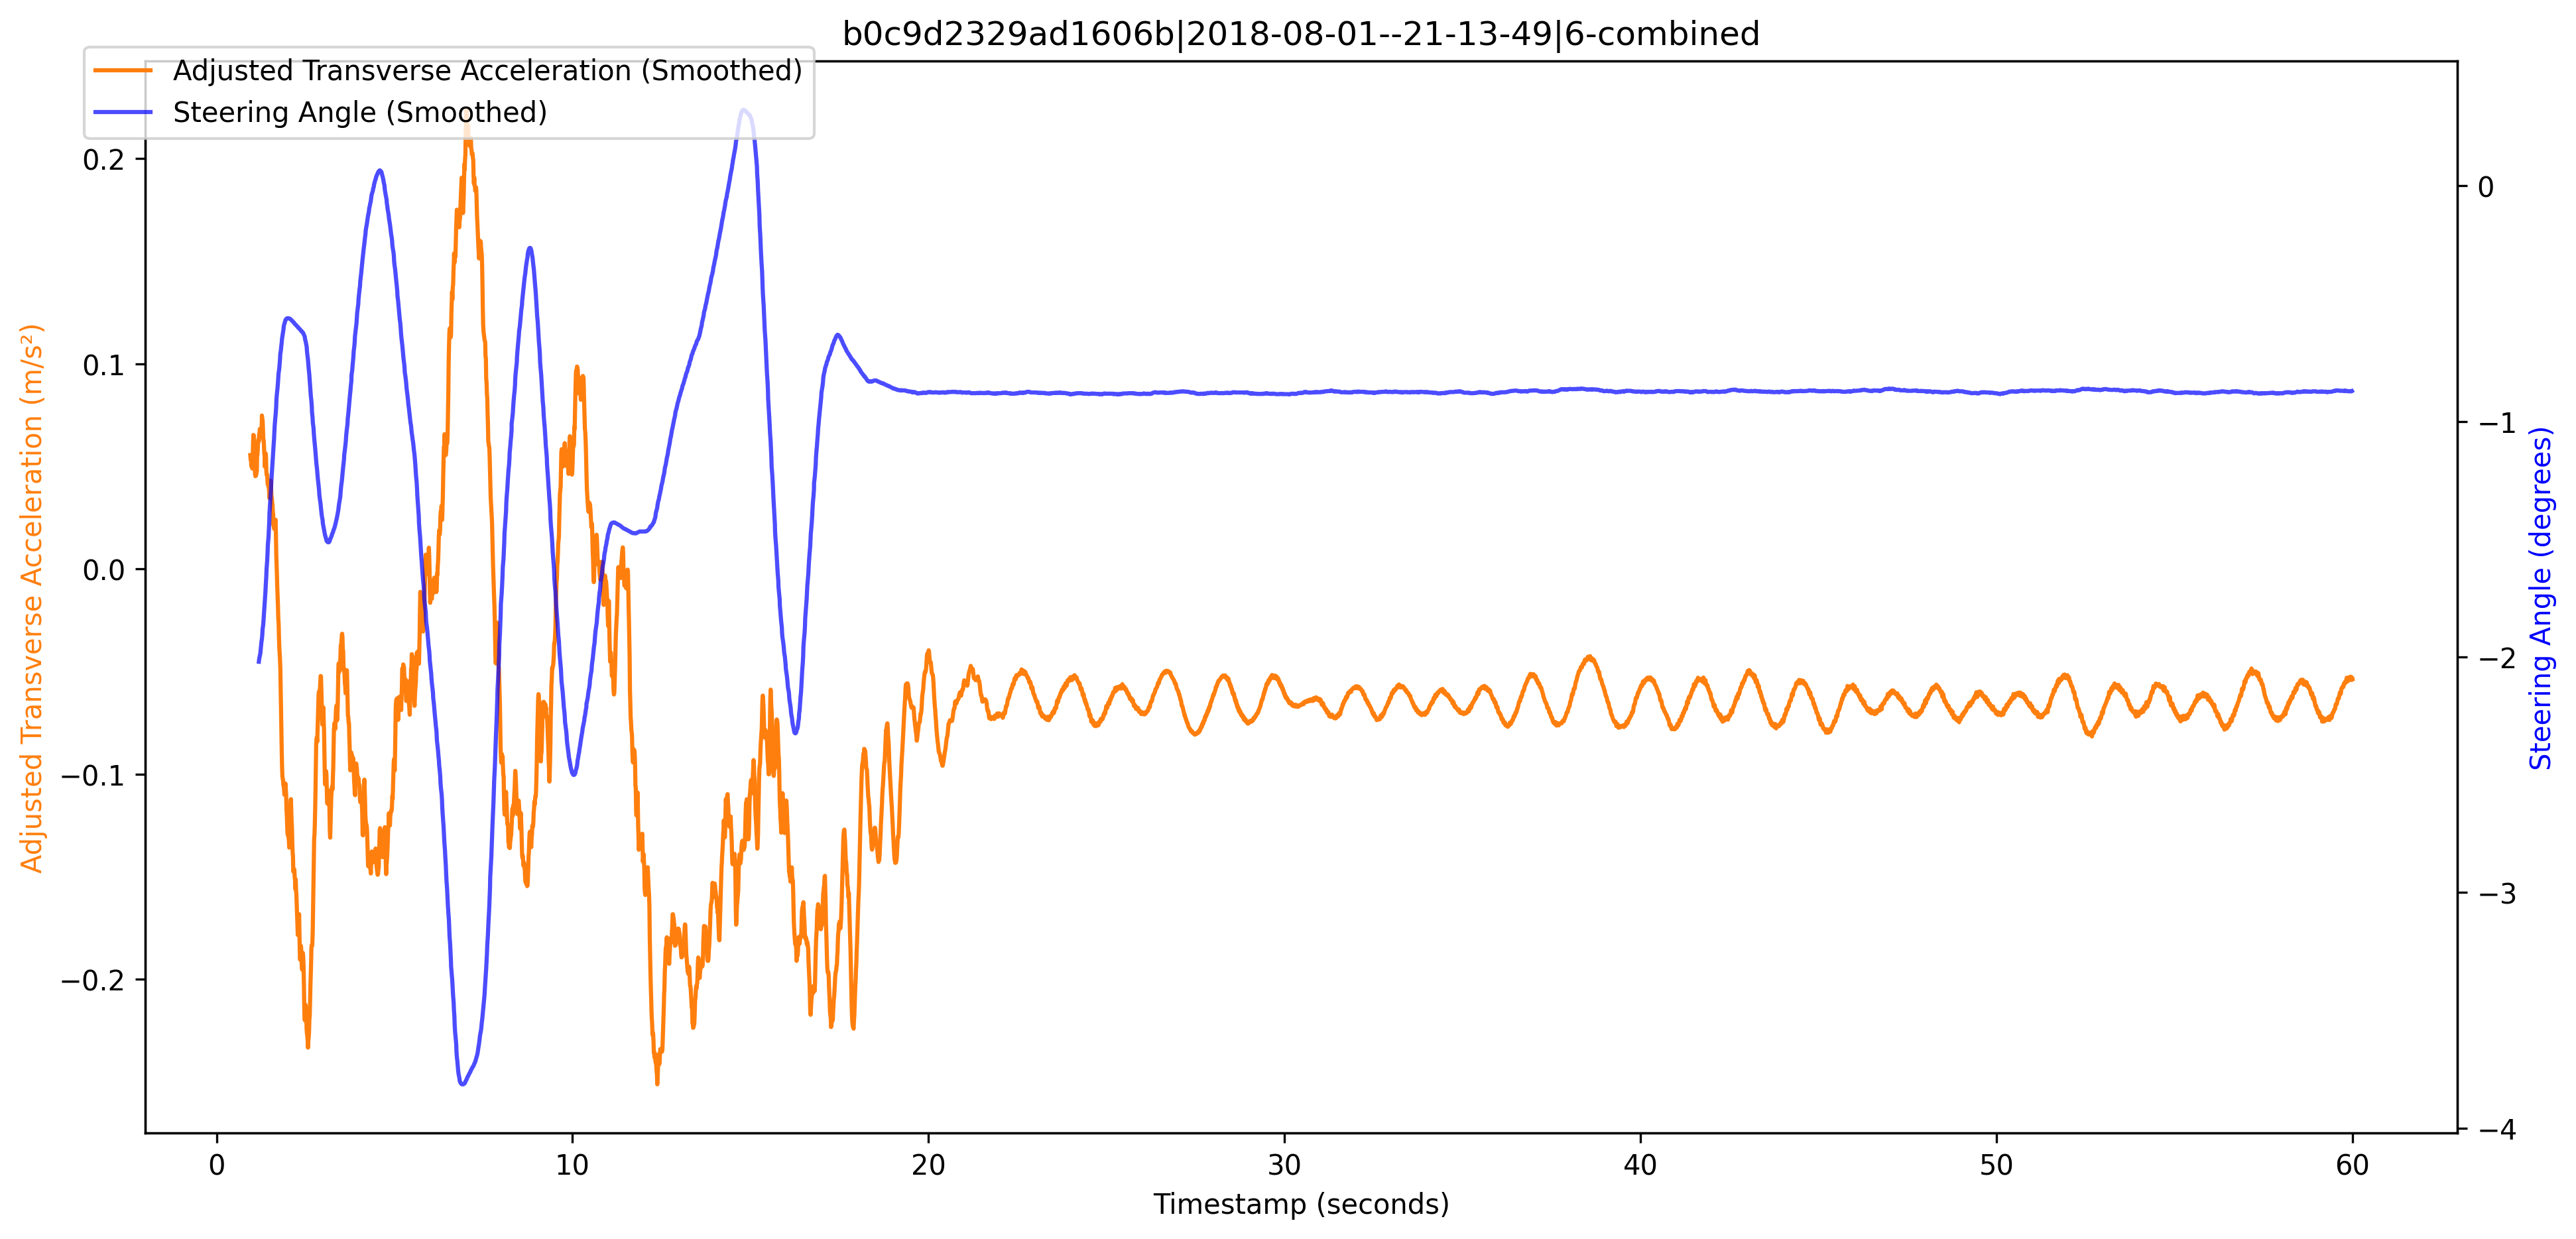 b0c9d2329ad1606b|2018-08-01--21-13-49|6-combined
Adjusted Transverse Acceleration (Smoothed)
Steering Angle (Smoothed)
Adjusted Transverse Acceleration (m/s²)
0.2
0.1
0.0
−0.1
−0.2
0
−1
−2
−3
−4
Steering Angle (degrees)
0
10
20
30
40
50
60
Timestamp (seconds)